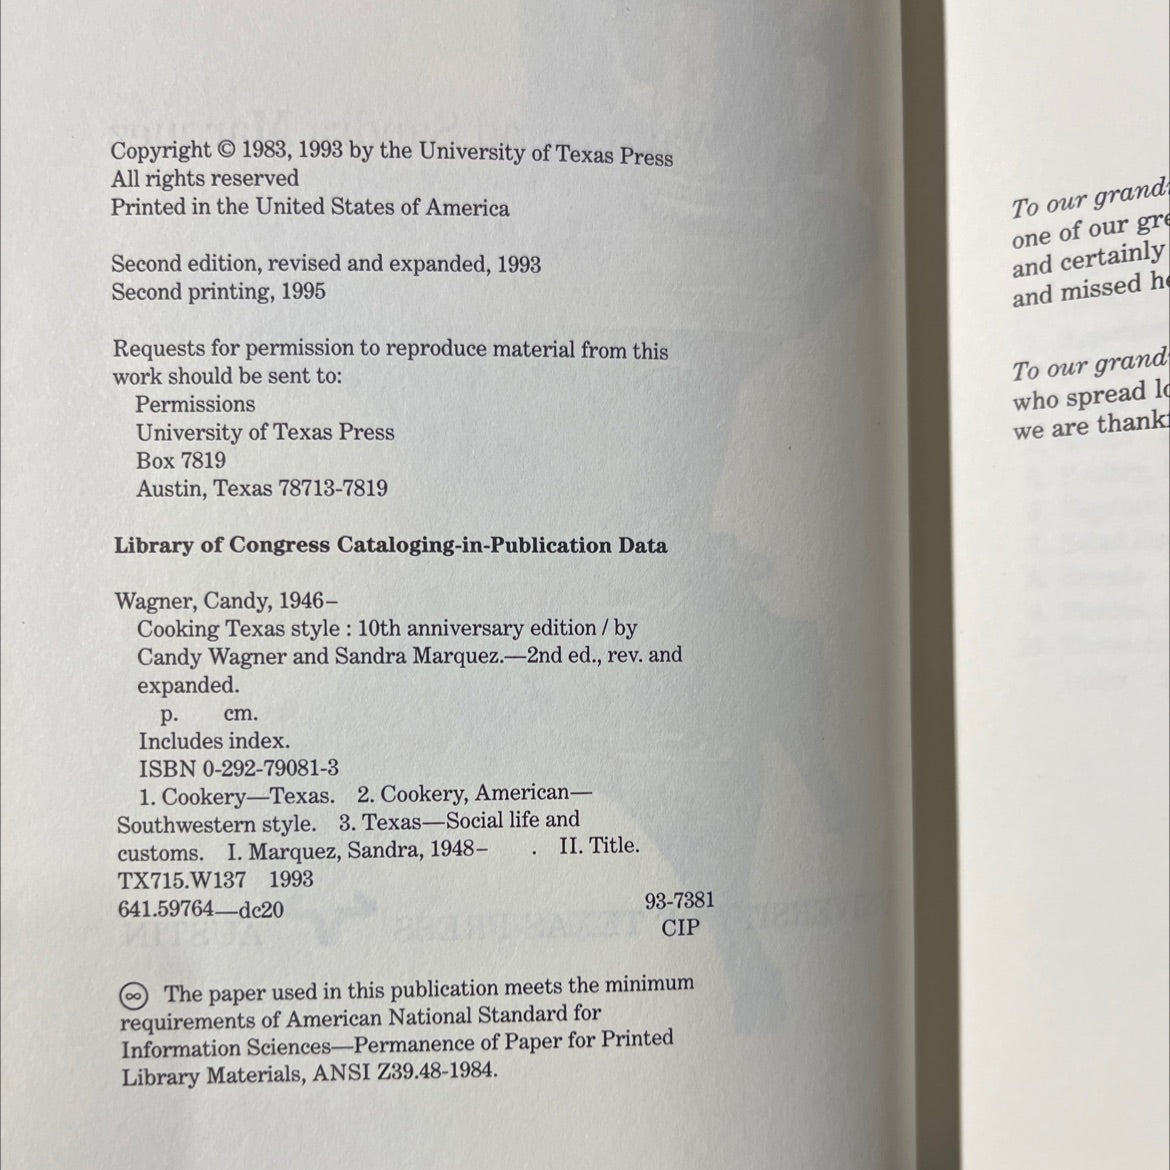 Copyright © 1983, 1993 by the University of Texas Press
All rights reserved
Printed in the United States of America
Second edition, revised and expanded, 1993
Second printing, 1995
Requests for permission to reproduce material from this
work should be sent to:
Permissions
University of Texas Press
Box 7819
Austin, Texas 78713-7819
Library of Congress Cataloging-in-Publication Data
Wagner, Candy, 1946–
Cooking Texas style : 10th anniversary edition / by
Candy Wagner and Sandra Marquez.—2nd ed., rev. and
expanded.
p. cm.
Includes index.
ISBN 0-292-79081-3
1. Cookery—Texas. 2. Cookery, American—
Southwestern style. 3. Texas—Social life and
customs. I. Marquez, Sandra, 1948– . II. Title.
TX715.W137 1993
641.59764—dc20
93-7381
CIP
∞ The paper used in this publication meets the minimum
requirements of American National Standard for
Information Sciences—Permanence of Paper for Printed
Library Materials, ANSI Z39.48-1984.
To our grand
one of our gre
and certainly
and missed he
To our grand
who spread lo
we are thank